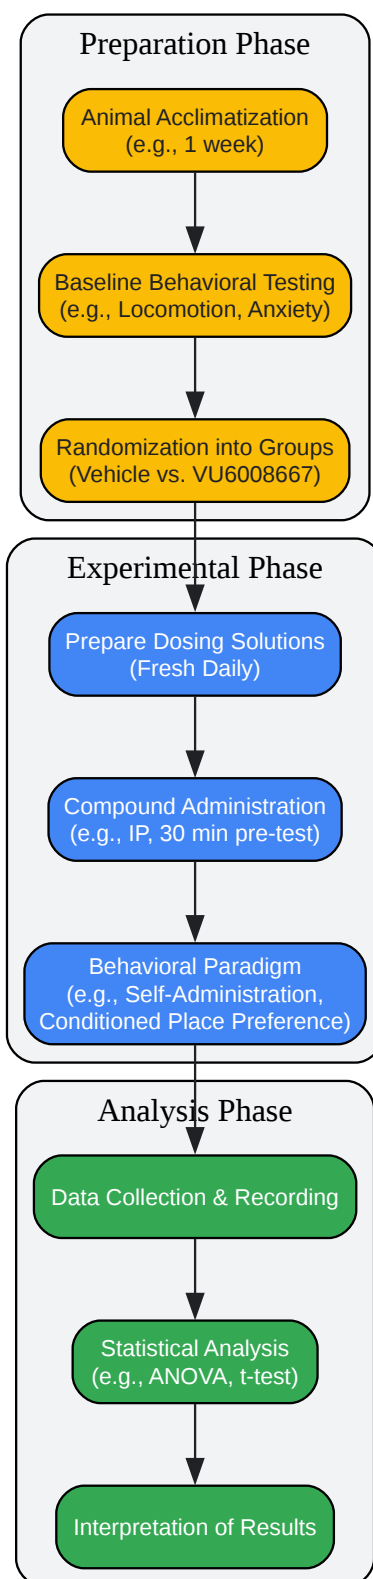 Preparation Phase
Animal Acclimatization
(e.g., 1 week)
Baseline Behavioral Testing
(e.g., Locomotion, Anxiety)
Randomization into Groups
(Vehicle vs. VU6008667)
Experimental Phase
Prepare Dosing Solutions
(Fresh Daily)
Compound Administration
(e.g., IP, 30 min pre-test)
Behavioral Paradigm
(e.g., Self-Administration,
Conditioned Place Preference)
Analysis Phase
Data Collection & Recording
Statistical Analysis
(e.g., ANOVA, t-test)
Interpretation of Results